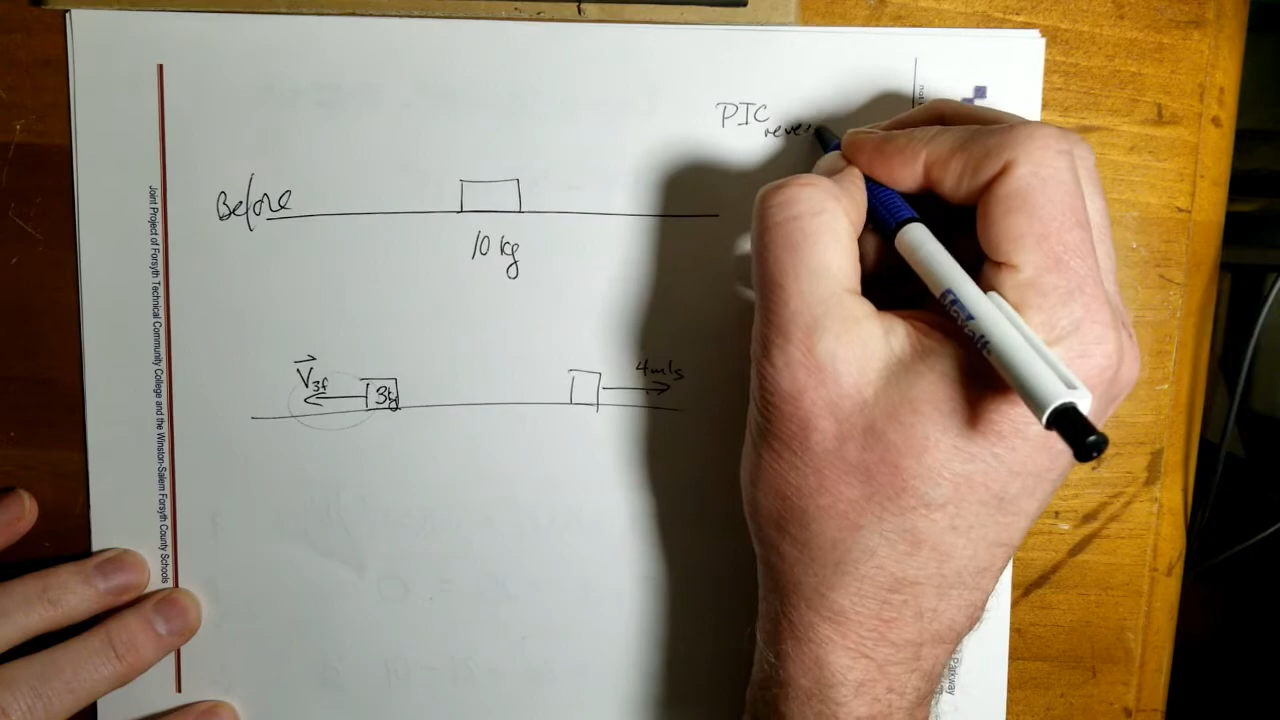 PIC
Before
10 kg
V3f
3kg
4m/s
Joint Project of Forsyth Technical Community College and the Winston-Salem Forsyth County Schools
Parkway